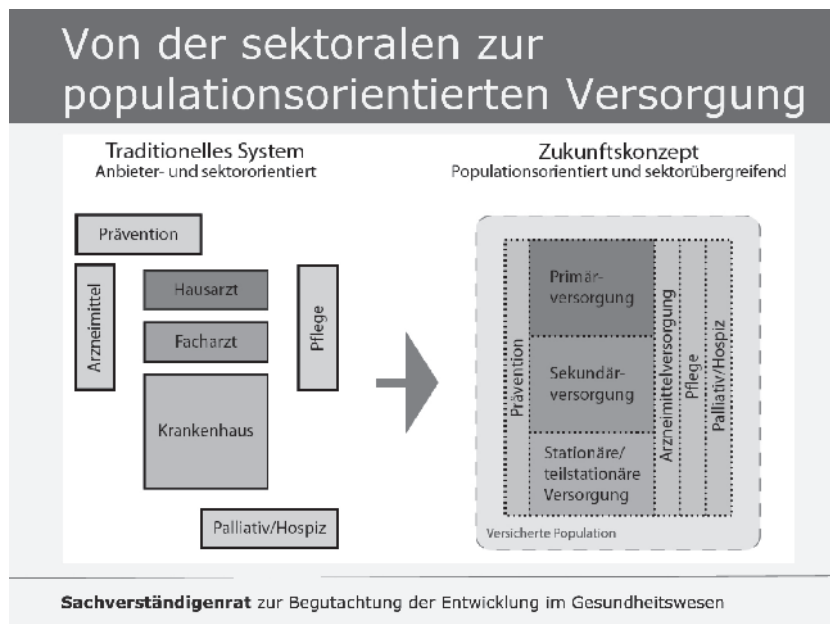 Von der sektoralen zur
populationsorientierten Versorgung
Traditionelles System
Anbieter- und sektororientiert
Prävention
Arzneimittel
Hausarzt
Facharzt
Krankenhaus
Pflege
Palliativ/Hospiz
Zukunftskonzept
Populationsorientiert und sektorübergreifend
Prävention
Primär-
versorgung
Sekundär-
versorgung
Stationäre/
teilstationäre
Versorgung
Arzneimittelversorgung
Pflege
Palliativ/Hospiz
Versicherte Population
Sachverständigenrat zur Begutachtung der Entwicklung im Gesundheitswesen